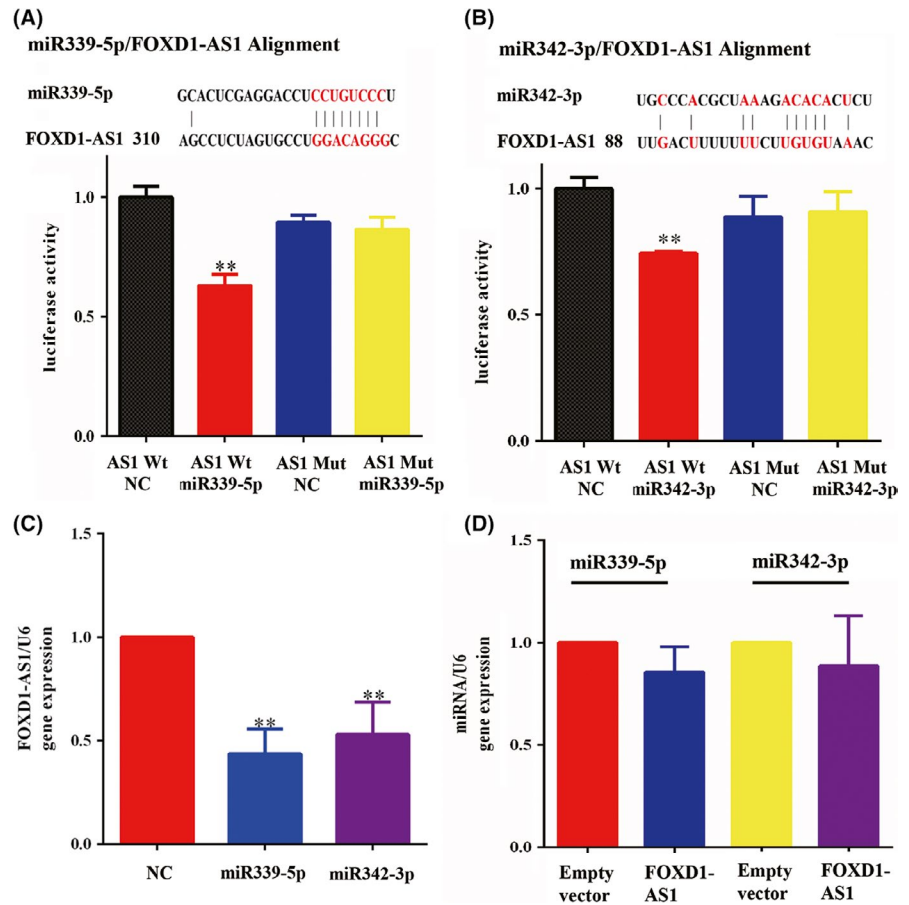 (A)
miR339-5p/FOXD1-AS1 Alignment
miR339-5p GCACUCGAGGACCUCCUGUCCCU
FOXD1-AS1 310 AGCCUCUAGUGCCUGGACAGGGC
luciferase activity
1.0
0.5
0.0
**
AS1 Wt NC
AS1 Wt miR339-5p
AS1 Mut NC
AS1 Mut miR339-5p
(B)
miR342-3p/FOXD1-AS1 Alignment
miR342-3p UGCCCACGCUAAAGACACACUCU
FOXD1-AS1 88 UUGACUUUUUUUCUUGUGUAAAC
luciferase activity
1.0
0.5
0.0
**
AS1 Wt NC
AS1 Wt miR342-3p
AS1 Mut NC
AS1 Mut miR342-3p
(C)
FOXD1-AS1/U6
gene expression
1.5
1.0
0.5
0.0
**
**
NC
miR339-5p
miR342-3p
(D)
miRNA/U6
gene expression
1.5
1.0
0.5
0.0
miR339-5p
miR342-3p
Empty vector
FOXD1-AS1
Empty vector
FOXD1-AS1